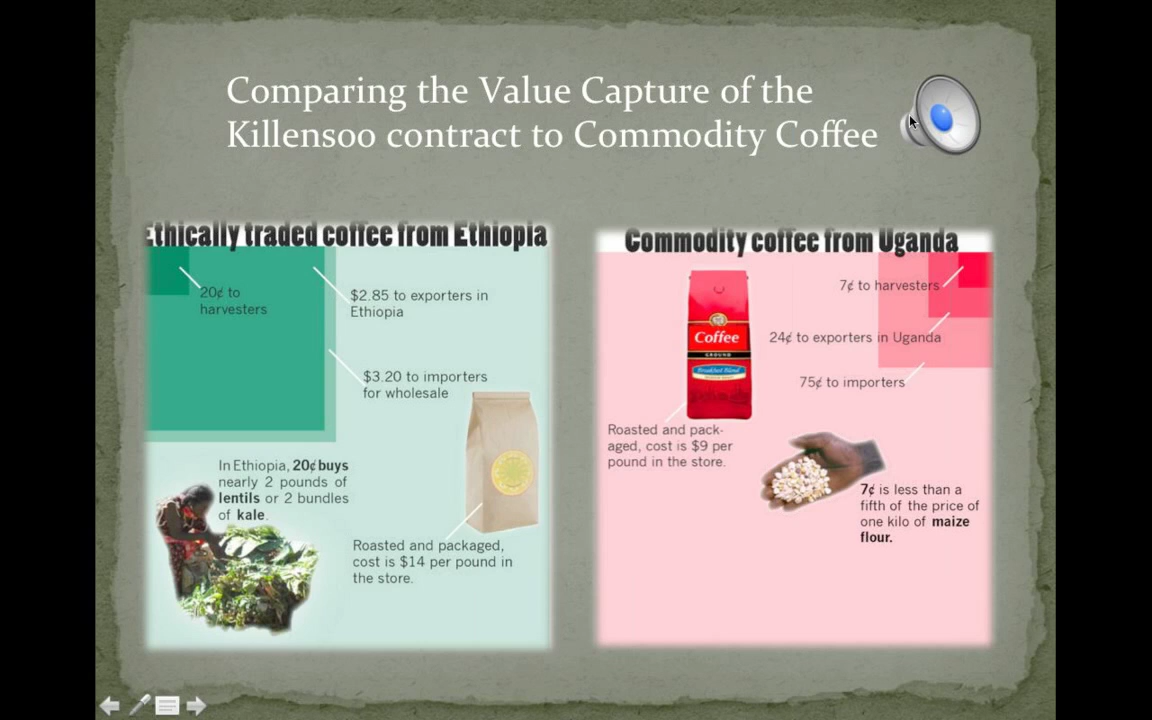 Comparing the Value Capture of the
Killensoo contract to Commodity Coffee
Ethically traded coffee from Ethiopia
20¢ to
harvesters
$2.85 to exporters in
Ethiopia
$3.20 to importers
for wholesale
In Ethiopia, 20¢ buys
nearly 2 pounds of
lentils or 2 bundles
of kale.
Roasted and packaged,
cost is $14 per pound in
the store.
Commodity coffee from Uganda
7¢ to harvesters
24¢ to exporters in Uganda
75¢ to importers
Coffee
GROUND
Breakfast Blend
Roasted and pack-
aged, cost is $9 per
pound in the store.
7¢ is less than a
fifth of the price of
one kilo of maize
flour.